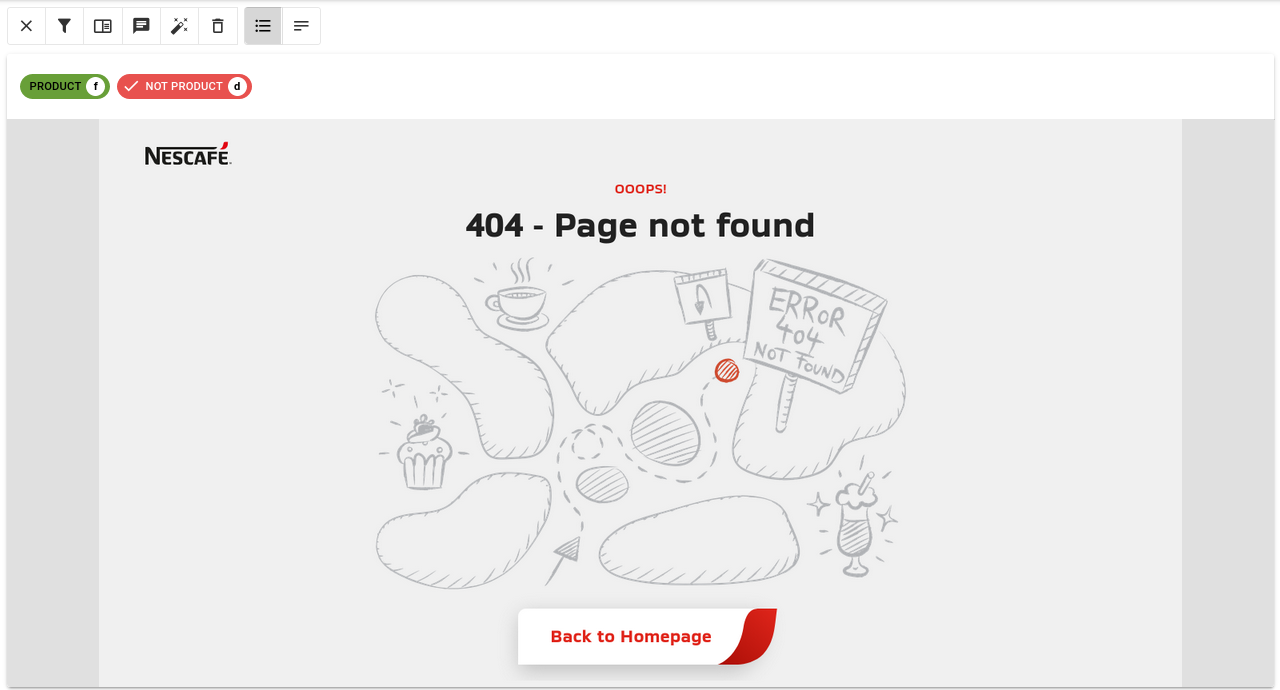 PRODUCT f NOT PRODUCT d
NESCAFÉ.
OOOPS!
404 - Page not found
ERROR
404
NOT FOUND
Back to Homepage